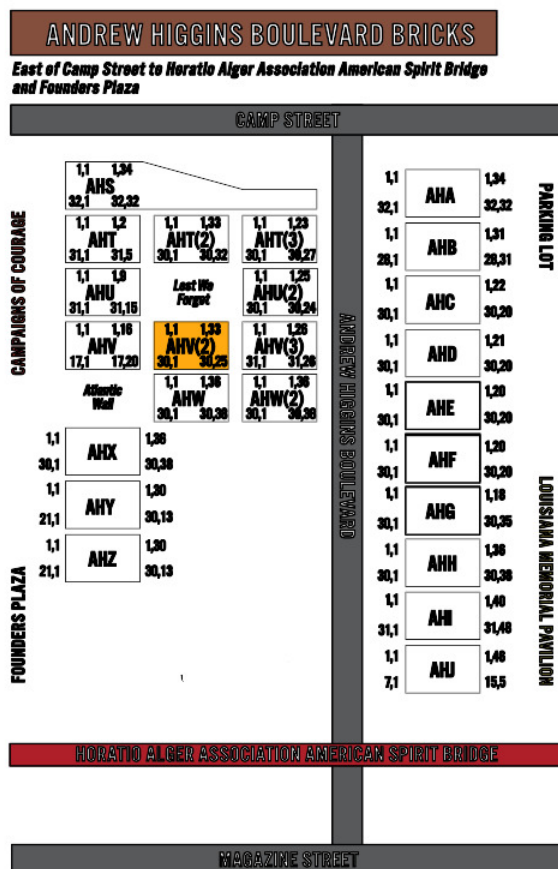 ANDREW HIGGINS BOULEVARD BRICKS
East of Camp Street to Horatio Alger Association American Spirit Bridge
and Founders Plaza
CAMP STREET
CAMPAIGNS OF COURAGE
1,1 1,34
AHS
32,1 32,32
1,1 1,2
AHT
31,1 31,5
1,1 1,33
AHT(2)
30,1 30,32
1,1 1,23
AHT(3)
30,1 30,27
1,1 1,9
AHU
31,1 31,15
Lest We
Forget
1,1 1,25
AHU(2)
30,1 30,24
1,1 1,16
AHV
17,1 17,20
1,1 1,33
AHV(2)
30,1 30,25
1,1 1,26
AHV(3)
31,1 31,26
Atlantic
Wall
1,1 1,36
AHW
30,1 30,38
1,1 1,36
AHW(2)
30,1 30,38
1,1 1,36
AHX
30,1 30,38
1,1 1,30
AHY
21,1 30,13
1,1 1,30
AHZ
21,1 30,13
FOUNDERS PLAZA
ANDREW HIGGINS BOULEVARD
1,1 1,34
AHA
32,1 32,32
1,1 1,31
AHB
28,1 28,31
1,1 1,22
AHC
30,1 30,20
1,1 1,21
AHD
30,1 30,20
1,1 1,20
AHE
30,1 30,20
1,1 1,20
AHF
30,1 30,20
1,1 1,18
AHG
30,1 30,35
1,1 1,36
AHH
30,1 30,38
1,1 1,40
AHI
31,1 31,48
1,1 1,48
AHJ
7,1 15,5
PARKING LOT
LOUISIANA MEMORIAL PAVILION
HORATIO ALGER ASSOCIATION AMERICAN SPIRIT BRIDGE
MAGAZINE STREET